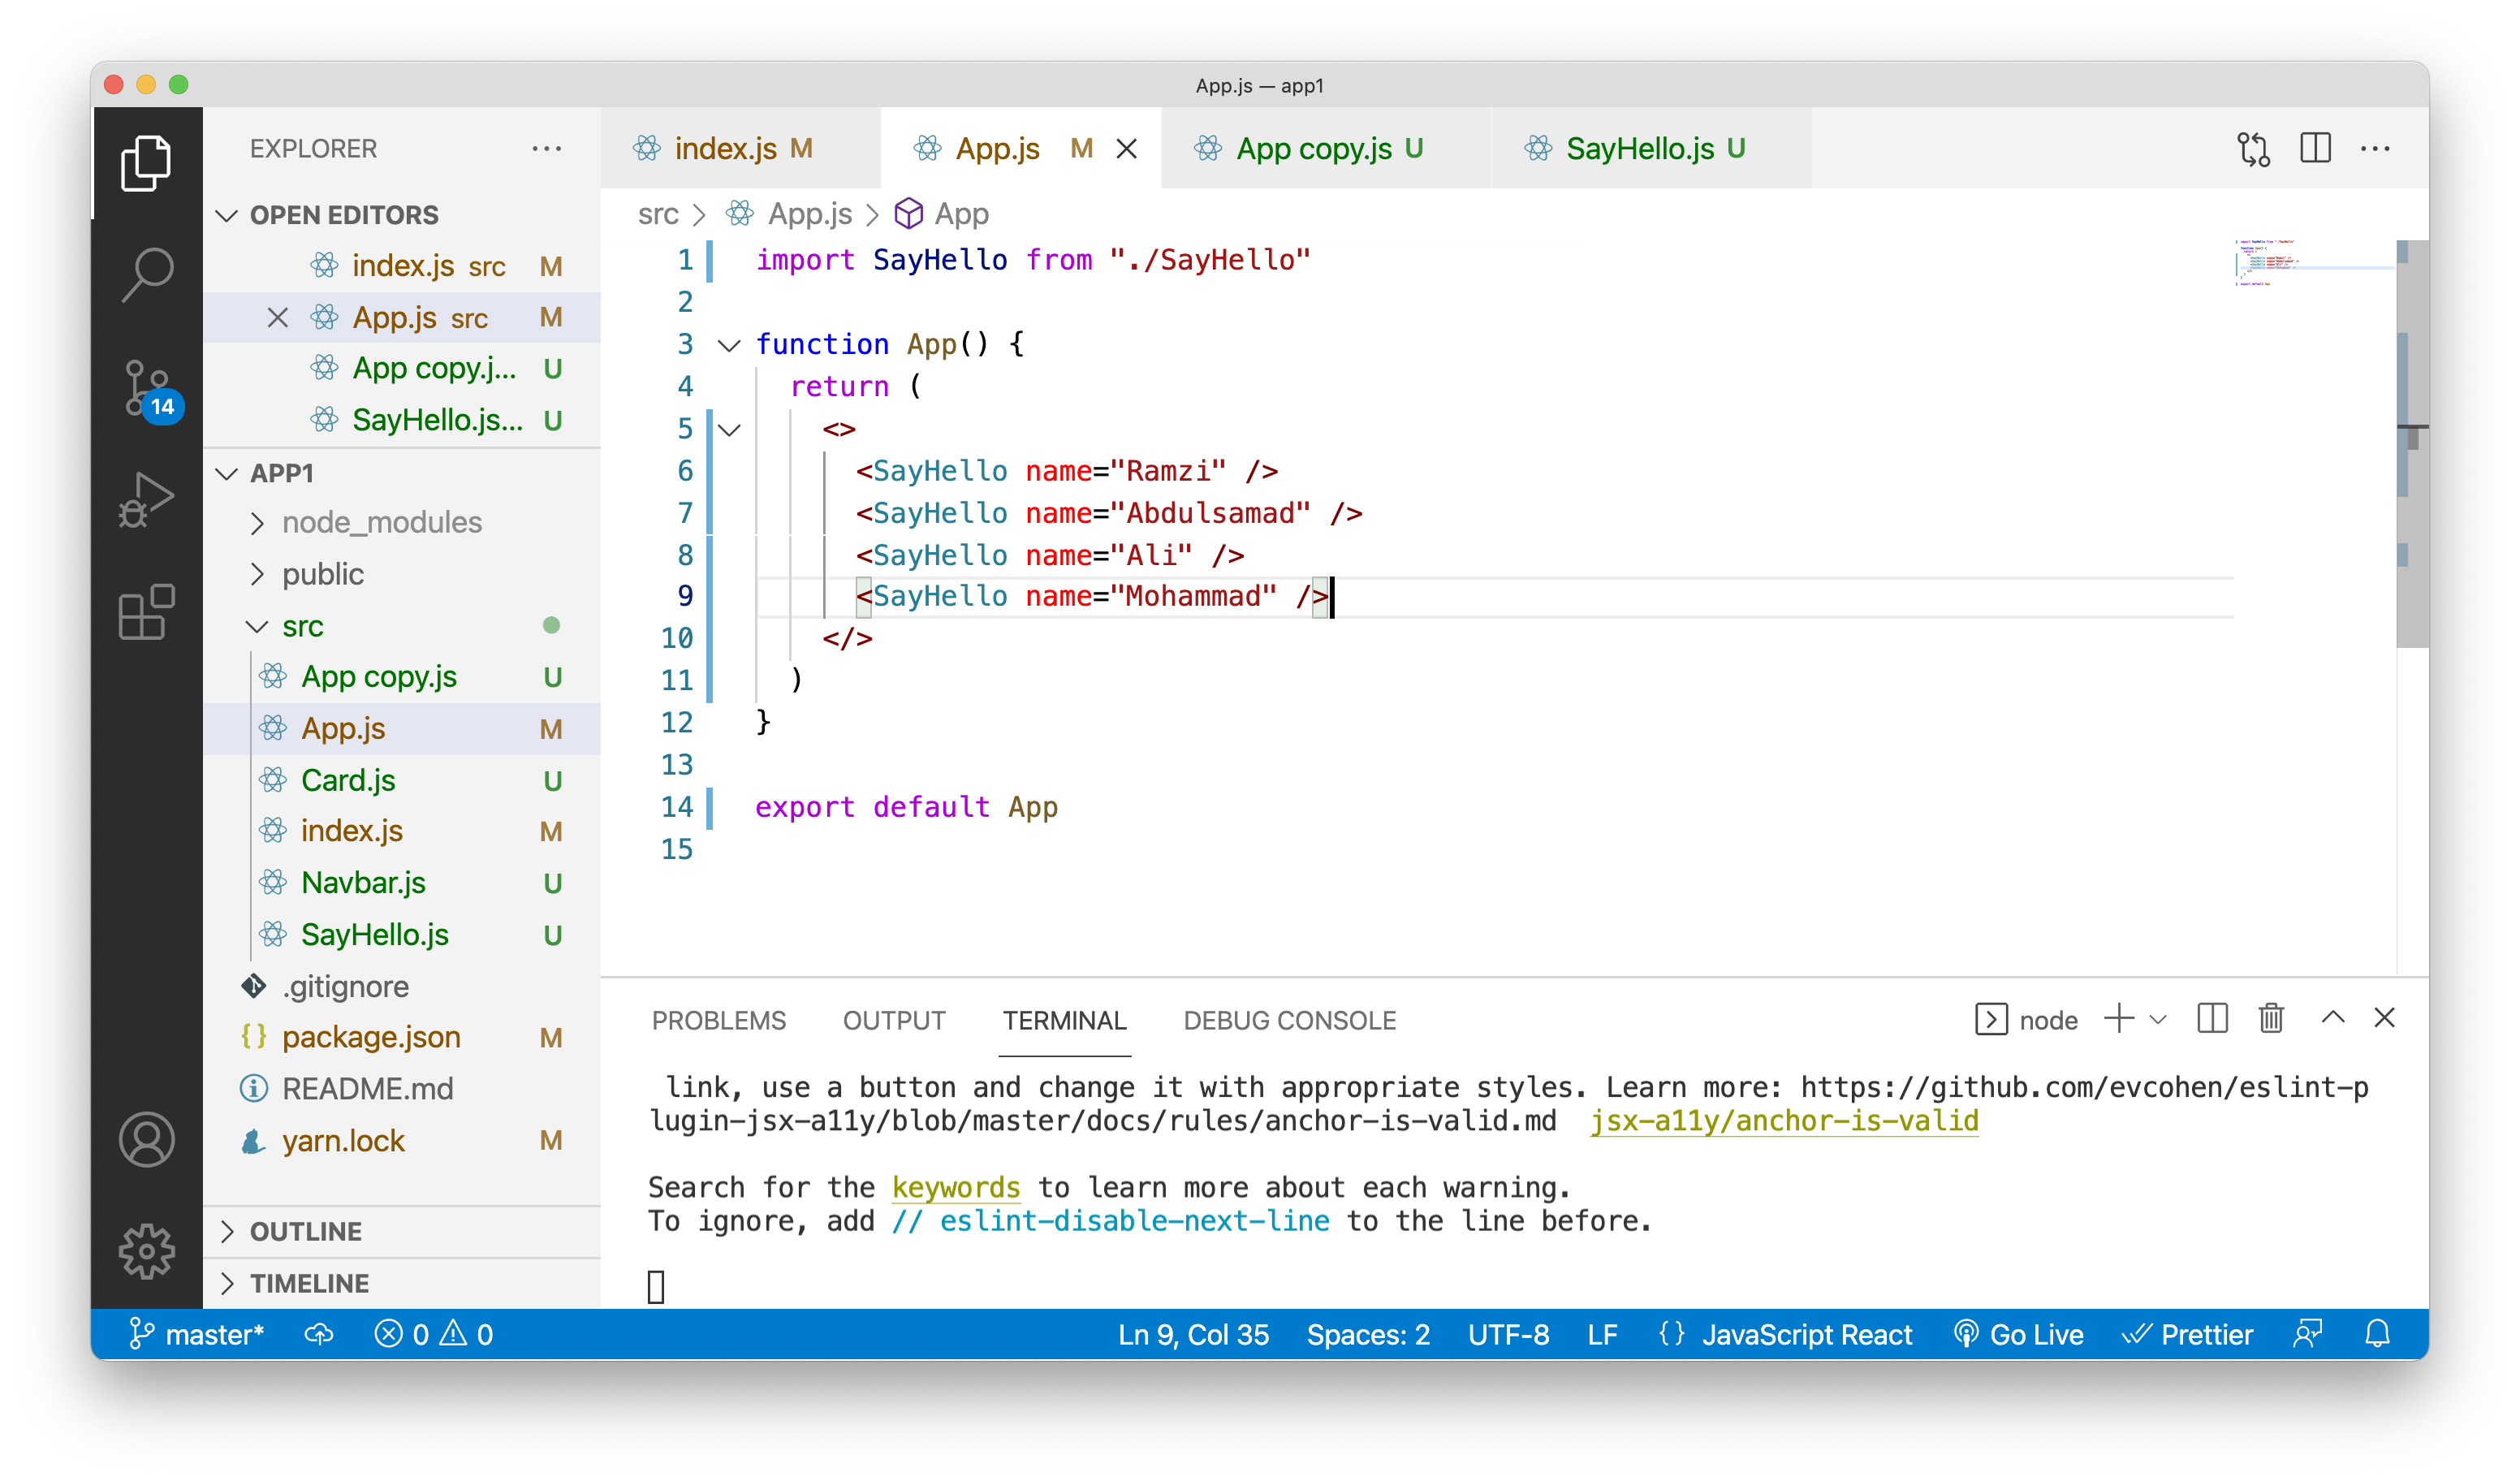 App.js — app1
EXPLORER
OPEN EDITORS
index.js src M
App.js src M
App copy.j... U
SayHello.js... U
APP1
node_modules
public
src
App copy.js U
App.js M
Card.js U
index.js M
Navbar.js U
SayHello.js U
.gitignore
package.json M
README.md
yarn.lock M
OUTLINE
TIMELINE
14
index.js M
App.js M
App copy.js U
SayHello.js U
src > App.js > App
1 import SayHello from "./SayHello"
2
3 function App() {
4 return (
5 <>
6 <SayHello name="Ramzi" />
7 <SayHello name="Abdulsamad" />
8 <SayHello name="Ali" />
9 <SayHello name="Mohammad" />
10 </>
11 )
12 }
13
14 export default App
15
PROBLEMS OUTPUT TERMINAL DEBUG CONSOLE
node
link, use a button and change it with appropriate styles. Learn more: https://github.com/evcohen/eslint-p
lugin-jsx-a11y/blob/master/docs/rules/anchor-is-valid.md jsx-a11y/anchor-is-valid
Search for the keywords to learn more about each warning.
To ignore, add // eslint-disable-next-line to the line before.
master* 0 0 Ln 9, Col 35 Spaces: 2 UTF-8 LF {} JavaScript React Go Live Prettier